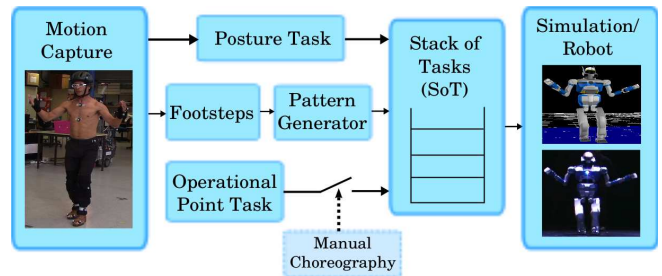 Motion
Capture
Posture Task
Footsteps
Pattern
Generator
Operational
Point Task
Manual
Choreography
Stack of
Tasks
(SoT)
Simulation/
Robot